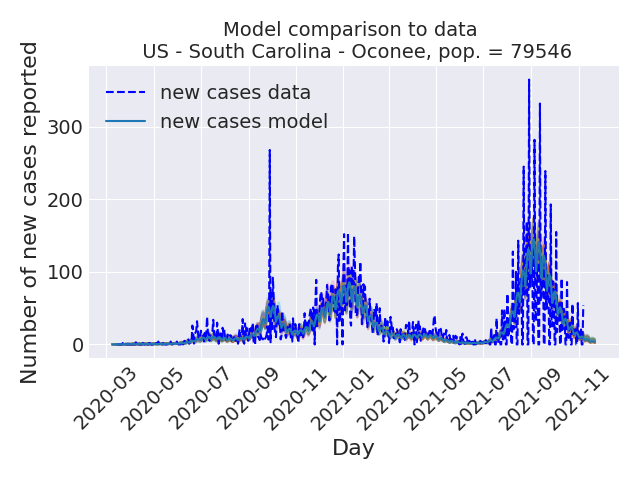 Model comparison to data
US - South Carolina - Oconee, pop. = 79546
Number of new cases reported
new cases data
new cases model
300
200
100
0
2020-03
2020-05
2020-07
2020-09
2020-11
2021-01
2021-03
2021-05
2021-07
2021-09
2021-11
Day